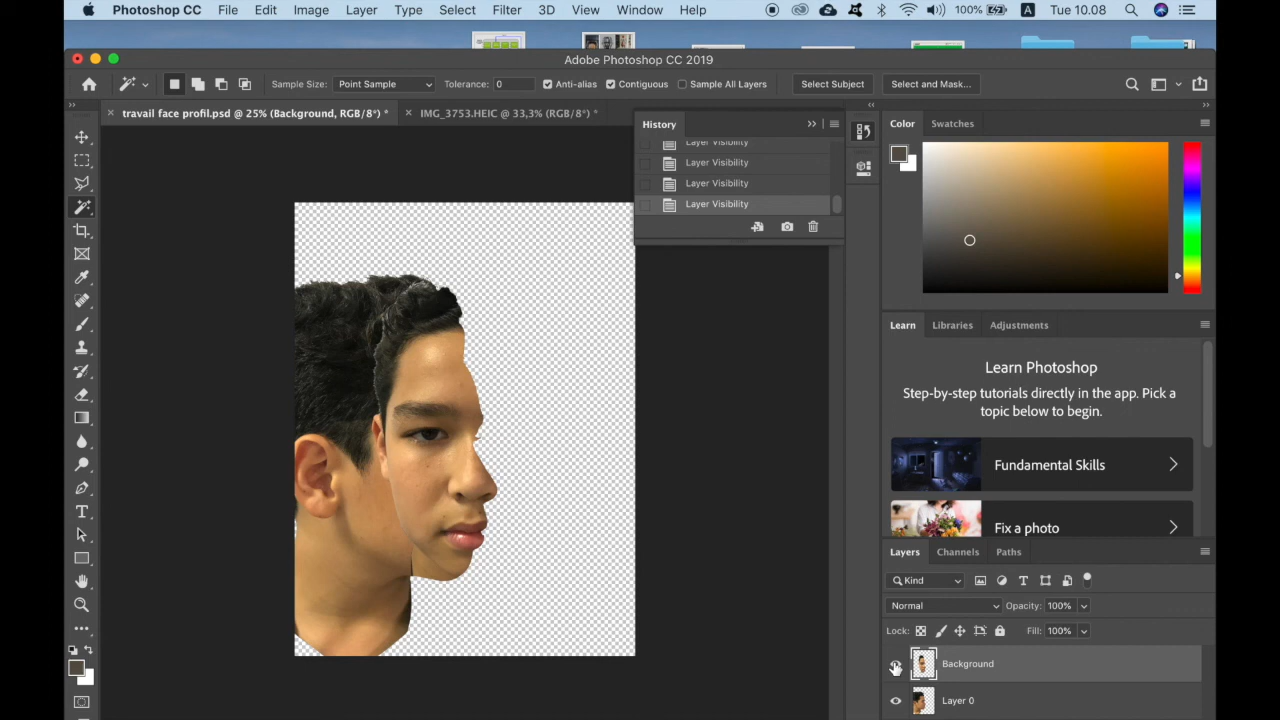 Photoshop CC File Edit Image Layer Type Select Filter 3D View Window Help 100% A Tue 10.08
Adobe Photoshop CC 2019
Sample Size: Point Sample Tolerance: 0 Anti-alias Contiguous Sample All Layers Select Subject Select and Mask...
travail face profil.psd @ 25% (Background, RGB/8*) * IMG_3753.HEIC @ 33,3% (RGB/8*) *
History
Layer Visibility
Layer Visibility
Layer Visibility
Layer Visibility
Color Swatches
Learn Libraries Adjustments
Learn Photoshop
Step-by-step tutorials directly in the app. Pick a
topic below to begin.
Fundamental Skills
Fix a photo
Layers Channels Paths
Kind
Normal Opacity: 100%
Lock: Fill: 100%
Background
Layer 0